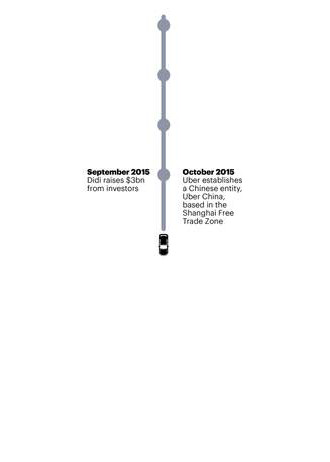 September 2015
Didi raises $3bn
from investors
October 2015
Uber establishes
a Chinese entity,
Uber China,
based in the
Shanghai Free
Trade Zone